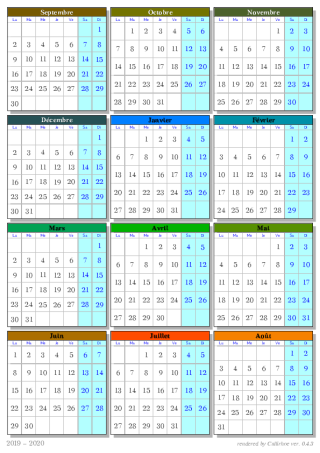 Septembre
Lu Ma Me Je Ve Sa Di
1
2 3 4 5 6 7 8
9 10 11 12 13 14 15
16 17 18 19 20 21 22
23 24 25 26 27 28 29
30
Octobre
Lu Ma Me Je Ve Sa Di
1 2 3 4 5 6
7 8 9 10 11 12 13
14 15 16 17 18 19 20
21 22 23 24 25 26 27
28 29 30 31
Novembre
Lu Ma Me Je Ve Sa Di
1 2 3
4 5 6 7 8 9 10
11 12 13 14 15 16 17
18 19 20 21 22 23 24
25 26 27 28 29 30
Décembre
Lu Ma Me Je Ve Sa Di
1
2 3 4 5 6 7 8
9 10 11 12 13 14 15
16 17 18 19 20 21 22
23 24 25 26 27 28 29
30 31
Janvier
Lu Ma Me Je Ve Sa Di
1 2 3 4 5
6 7 8 9 10 11 12
13 14 15 16 17 18 19
20 21 22 23 24 25 26
27 28 29 30 31
Février
Lu Ma Me Je Ve Sa Di
1 2
3 4 5 6 7 8 9
10 11 12 13 14 15 16
17 18 19 20 21 22 23
24 25 26 27 28 29
Mars
Lu Ma Me Je Ve Sa Di
1
2 3 4 5 6 7 8
9 10 11 12 13 14 15
16 17 18 19 20 21 22
23 24 25 26 27 28 29
30 31
Avril
Lu Ma Me Je Ve Sa Di
1 2 3 4 5
6 7 8 9 10 11 12
13 14 15 16 17 18 19
20 21 22 23 24 25 26
27 28 29 30
Mai
Lu Ma Me Je Ve Sa Di
1 2 3
4 5 6 7 8 9 10
11 12 13 14 15 16 17
18 19 20 21 22 23 24
25 26 27 28 29 30 31
Juin
Lu Ma Me Je Ve Sa Di
1 2 3 4 5 6 7
8 9 10 11 12 13 14
15 16 17 18 19 20 21
22 23 24 25 26 27 28
29 30
Juillet
Lu Ma Me Je Ve Sa Di
1 2 3 4 5
6 7 8 9 10 11 12
13 14 15 16 17 18 19
20 21 22 23 24 25 26
27 28 29 30 31
Août
Lu Ma Me Je Ve Sa Di
1 2
3 4 5 6 7 8 9
10 11 12 13 14 15 16
17 18 19 20 21 22 23
24 25 26 27 28 29 30
31
2019 – 2020
rendered by Calkrise ver. 0.4.3